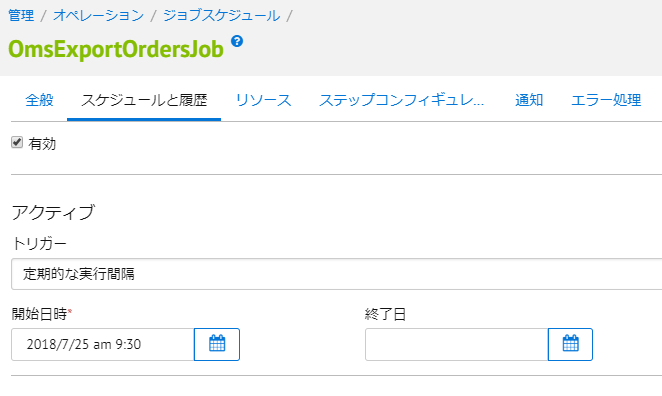 管理 / オペレーション / ジョブスケジュール /
OmsExportOrdersJob ?
全般 スケジュールと履歴 リソース ステップコンフィギュレ... 通知 エラー処理
有効
アクティブ
トリガー
定期的な実行間隔
開始日時* 終了日
2018/7/25 am 9:30